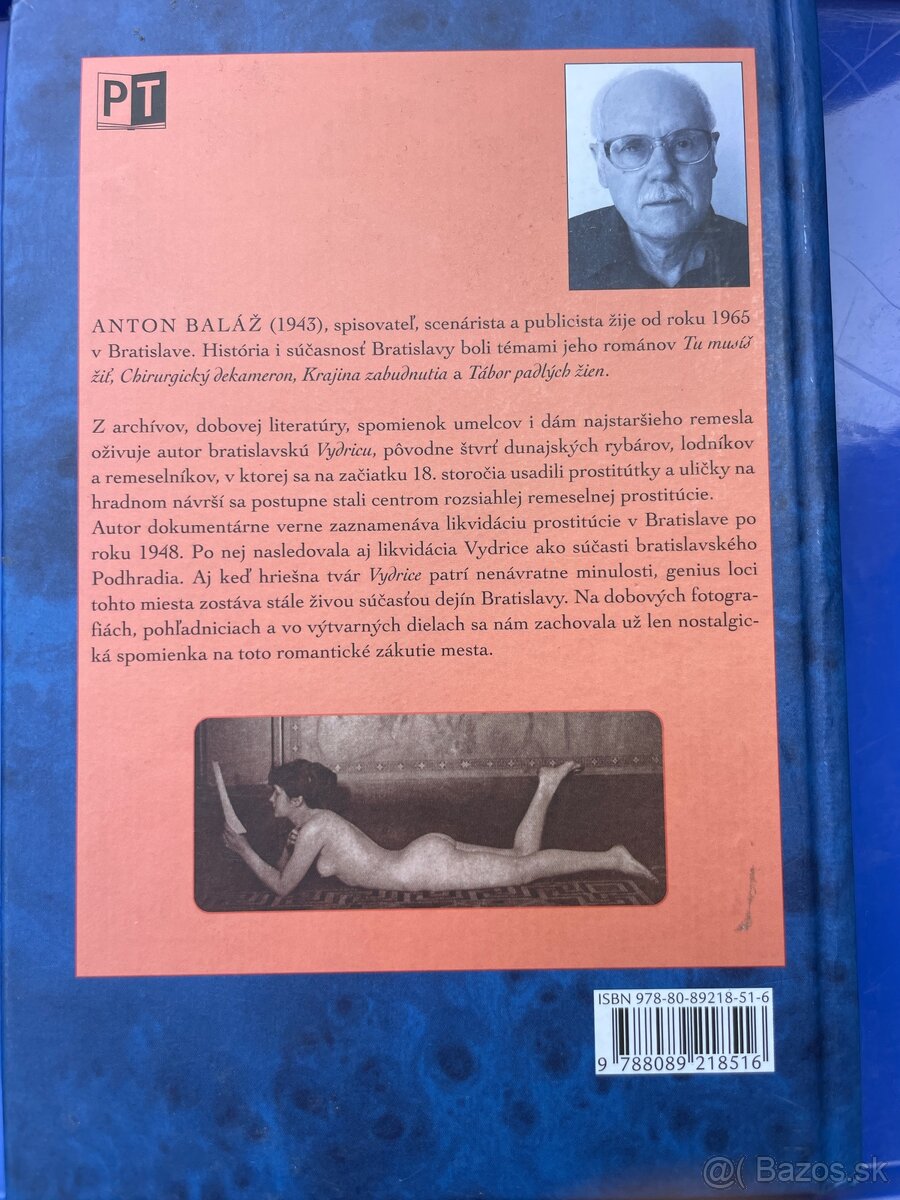 PT
ANTON BALÁŽ (1943), spisovateľ, scenárista a publicista žije od roku 1965
v Bratislave. História i súčasnosť Bratislavy boli témami jeho románov Tu musíš
žiť, Chirurgický dekameron, Krajina zabudnutia a Tábor padlých žien.
Z archívov, dobovej literatúry, spomienok umelcov i dám najstaršieho remesla
oživuje autor bratislavskú Vydricu, pôvodne štvrť dunajských rybárov, lodníkov
a remeselníkov, v ktorej sa na začiatku 18. storočia usadili prostitútky a uličky na
hradnom návrší sa postupne stali centrom rozsiahlej remeselnej prostitúcie.
Autor dokumentárne verne zaznamenáva likvidáciu prostitúcie v Bratislave po
roku 1948. Po nej nasledovala aj likvidácia Vydrice ako súčasti bratislavského
Podhradia. Aj keď hriešna tvár Vydrice patrí nenávratne minulosti, genius loci
tohto miesta zostáva stále živou súčasťou dejín Bratislavy. Na dobových fotogra-
fiách, pohľadniciach a vo výtvarných dielach sa nám zachovala už len nostalgic-
ká spomienka na toto romantické zákutie mesta.
ISBN 978-80-89218-51-6
9 788089 218516
@( Bazos.sk